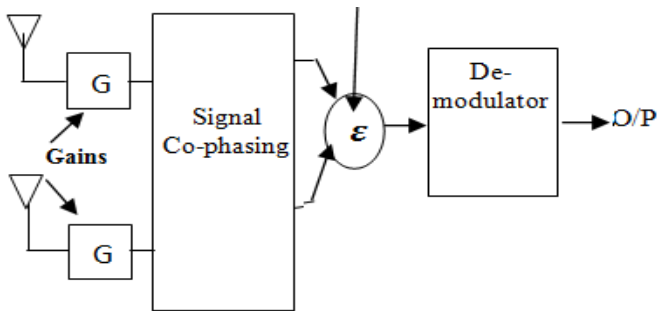 G
Signal
Co-phasing
ε
De-
modulator
O/P
Gains
G